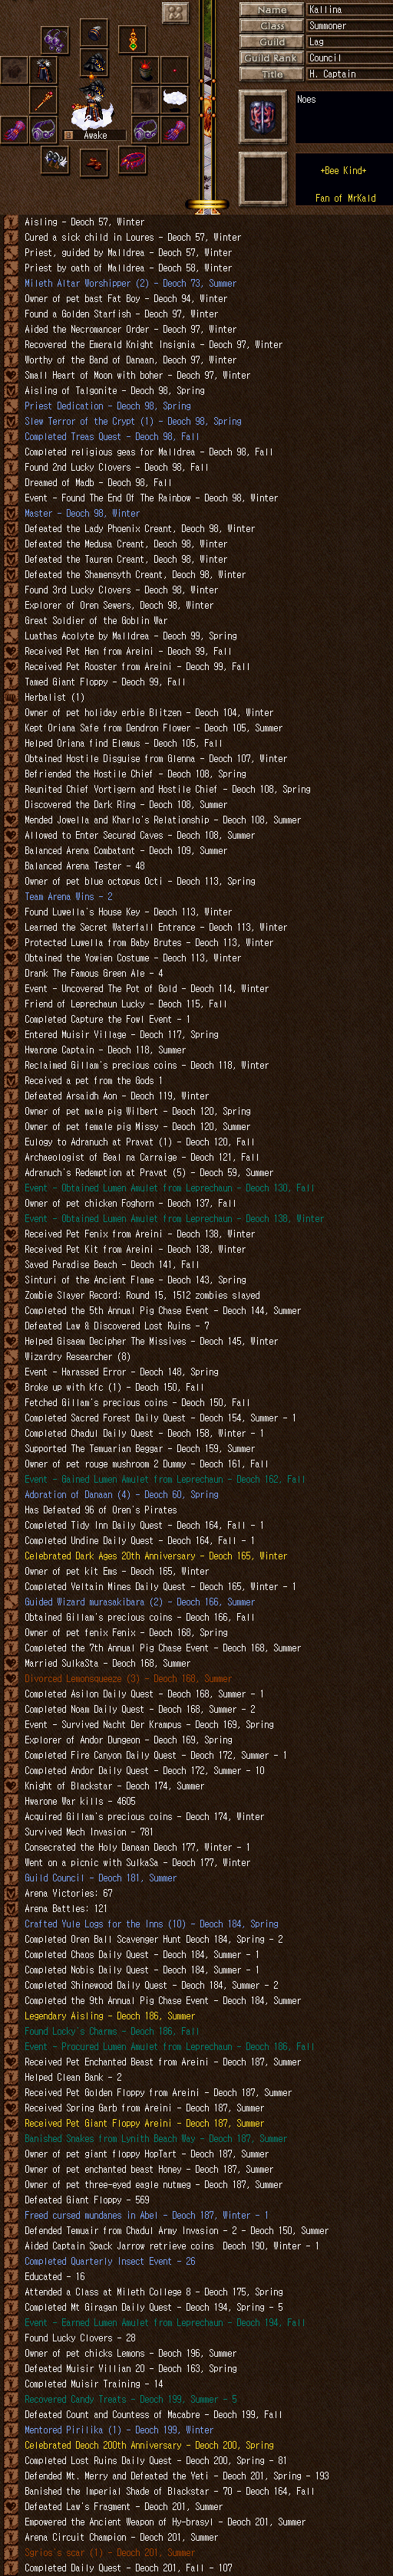 Name Kallina
Class Summoner
Guild Lag
Guild Rank Council
Title H. Captain
Noes
Awake
+Bee Kind+
Fan of MrKald
Aisling - Deoch 57, Winter
Cured a sick child in Loures - Deoch 57, Winter
Priest, guided by Malldrea - Deoch 57, Winter
Priest by oath of Malldrea - Deoch 58, Winter
Mileth Altar Worshipper (2) - Deoch 73, Summer
Owner of pet bast Fat Boy - Deoch 94, Winter
Found a Golden Starfish - Deoch 97, Winter
Aided the Necromancer Order - Deoch 97, Winter
Recovered the Emerald Knight Insignia - Deoch 97, Winter
Worthy of the Band of Danaan, Deoch 97, Winter
Small Heart of Moon with boher - Deoch 97, Winter
Aisling of Talgonite - Deoch 98, Spring
Priest Dedication - Deoch 98, Spring
Slew Terror of the Crypt (1) - Deoch 98, Spring
Completed Treas Quest - Deoch 98, Fall
Completed religious geas for Malldrea - Deoch 98, Fall
Found 2nd Lucky Clovers - Deoch 98, Fall
Dreamed of Madb - Deoch 98, Fall
Event - Found The End Of The Rainbow - Deoch 98, Winter
Master - Deoch 98, Winter
Defeated the Lady Phoenix Creant, Deoch 98, Winter
Defeated the Medusa Creant, Deoch 98, Winter
Defeated the Tauren Creant, Deoch 98, Winter
Defeated the Shamensyth Creant, Deoch 98, Winter
Found 3rd Lucky Clovers - Deoch 98, Winter
Explorer of Oren Sewers, Deoch 98, Winter
Great Soldier of the Goblin War
Luathas Acolyte by Malldrea - Deoch 99, Spring
Received Pet Hen from Areini - Deoch 99, Fall
Received Pet Rooster from Areini - Deoch 99, Fall
Tamed Giant Floppy - Deoch 99, Fall
Herbalist (1)
Owner of pet holiday erbie Blitzen - Deoch 104, Winter
Kept Oriana Safe from Dendron Flower - Deoch 105, Summer
Helped Oriana find Elemus - Deoch 105, Fall
Obtained Hostile Disguise from Glenna - Deoch 107, Winter
Befriended the Hostile Chief - Deoch 108, Spring
Reunited Chief Vortigern and Hostile Chief - Deoch 108, Spring
Discovered the Dark Ring - Deoch 108, Summer
Mended Jowella and Kharlo's Relationship - Deoch 108, Summer
Allowed to Enter Secured Caves - Deoch 108, Summer
Balanced Arena Combatant - Deoch 109, Summer
Balanced Arena Tester - 48
Owner of pet blue octopus Octi - Deoch 113, Spring
Team Arena Wins - 2
Found Luwella's House Key - Deoch 113, Winter
Learned the Secret Waterfall Entrance - Deoch 113, Winter
Protected Luwella from Baby Brutes - Deoch 113, Winter
Obtained the Yowien Costume - Deoch 113, Winter
Drank The Famous Green Ale - 4
Event - Uncovered The Pot of Gold - Deoch 114, Winter
Friend of Leprechaun Lucky - Deoch 115, Fall
Completed Capture the Fowl Event - 1
Entered Muisir Village - Deoch 117, Spring
Hwarone Captain - Deoch 118, Summer
Reclaimed Gillam's precious coins - Deoch 118, Winter
Received a pet from the Gods 1
Defeated Arsaidh Aon - Deoch 119, Winter
Owner of pet male pig Wilbert - Deoch 120, Spring
Owner of pet female pig Missy - Deoch 120, Summer
Eulogy to Adranuch at Pravat (1) - Deoch 120, Fall
Archaeologist of Beal na Carraige - Deoch 121, Fall
Adranuch's Redemption at Pravat (5) - Deoch 59, Summer
Event - Obtained Lumen Amulet from Leprechaun - Deoch 130, Fall
Owner of pet chicken Foghorn - Deoch 137, Fall
Event - Obtained Lumen Amulet from Leprechaun - Deoch 138, Winter
Received Pet Fenix from Areini - Deoch 138, Winter
Received Pet Kit from Areini - Deoch 138, Winter
Saved Paradise Beach - Deoch 141, Fall
Sinturi of the Ancient Flame - Deoch 143, Spring
Zombie Slayer Record: Round 15, 1512 zombies slayed
Completed the 5th Annual Pig Chase Event - Deoch 144, Summer
Defeated Law & Discovered Lost Ruins - 7
Helped Gisaem Decipher The Missives - Deoch 145, Winter
Wizardry Researcher (8)
Event - Harassed Error - Deoch 148, Spring
Broke up with kfc (1) - Deoch 150, Fall
Fetched Gillam's precious coins - Deoch 150, Fall
Completed Sacred Forest Daily Quest - Deoch 154, Summer - 1
Completed Chadul Daily Quest - Deoch 158, Winter - 1
Supported The Temuarian Beggar - Deoch 159, Summer
Owner of pet rouge mushroom 2 Dummy - Deoch 161, Fall
Event - Gained Lumen Amulet from Leprechaun - Deoch 162, Fall
Adoration of Danaan (4) - Deoch 60, Spring
Has Defeated 96 of Oren's Pirates
Completed Tidy Inn Daily Quest - Deoch 164, Fall - 1
Completed Undine Daily Quest - Deoch 164, Fall - 1
Celebrated Dark Ages 20th Anniversary - Deoch 165, Winter
Owner of pet kit Ems - Deoch 165, Winter
Completed Veltain Mines Daily Quest - Deoch 165, Winter - 1
Guided Wizard murasakibara (2) - Deoch 166, Summer
Obtained Gillam's precious coins - Deoch 166, Fall
Owner of pet fenix Fenix - Deoch 168, Spring
Completed the 7th Annual Pig Chase Event - Deoch 168, Summer
Married SulkaSta - Deoch 168, Summer
Divorced Lemonsqueeze (3) - Deoch 168, Summer
Completed Asilon Daily Quest - Deoch 168, Summer - 1
Completed Noam Daily Quest - Deoch 168, Summer - 2
Event - Survived Nacht Der Krampus - Deoch 169, Spring
Explorer of Andor Dungeon - Deoch 169, Spring
Completed Fire Canyon Daily Quest - Deoch 172, Summer - 1
Completed Andor Daily Quest - Deoch 172, Summer - 10
Knight of Blackstar - Deoch 174, Summer
Hwarone War kills - 4605
Acquired Gillam's precious coins - Deoch 174, Winter
Survived Mech Invasion - 781
Consecrated the Holy Danaan Deoch 177, Winter - 1
Went on a picnic with SulkaSa - Deoch 177, Winter
Guild Council - Deoch 181, Summer
Arena Victories: 67
Arena Battles: 121
Crafted Yule Logs for the Inns (10) - Deoch 184, Spring
Completed Oren Ball Scavenger Hunt Deoch 184, Spring - 2
Completed Chaos Daily Quest - Deoch 184, Summer - 1
Completed Nobis Daily Quest - Deoch 184, Summer - 1
Completed Shinewood Daily Quest - Deoch 184, Summer - 2
Completed the 9th Annual Pig Chase Event - Deoch 184, Summer
Legendary Aisling - Deoch 186, Summer
Found Locky's Charms - Deoch 186, Fall
Event - Procured Lumen Amulet from Leprechaun - Deoch 186, Fall
Received Pet Enchanted Beast from Areini - Deoch 187, Summer
Helped Clean Bank - 2
Received Pet Golden Floppy from Areini - Deoch 187, Summer
Received Spring Garb from Areini - Deoch 187, Summer
Received Pet Giant Floppy Areini - Deoch 187, Summer
Banished Snakes from Lynith Beach Way - Deoch 187, Summer
Owner of pet giant floppy HopTart - Deoch 187, Summer
Owner of pet enchanted beast Honey - Deoch 187, Summer
Owner of pet three-eyed eagle nutmeg - Deoch 187, Summer
Defeated Giant Floppy - 569
Freed cursed mundanes in Abel - Deoch 187, Winter - 1
Defended Temuair from Chadul Army Invasion - 2 - Deoch 150, Summer
Aided Captain Spack Jarrow retrieve coins  Deoch 190, Winter - 1
Completed Quarterly Insect Event - 26
Educated - 16
Attended a Class at Mileth College 8 - Deoch 175, Spring
Completed Mt Giragan Daily Quest - Deoch 194, Spring - 5
Event - Earned Lumen Amulet from Leprechaun - Deoch 194, Fall
Found Lucky Clovers - 28
Owner of pet chicks Lemons - Deoch 196, Summer
Defeated Muisir Villian 20 - Deoch 163, Spring
Completed Muisir Training - 14
Recovered Candy Treats - Deoch 199, Summer - 5
Defeated Count and Countess of Macabre - Deoch 199, Fall
Mentored Pirilika (1) - Deoch 199, Winter
Celebrated Deoch 200th Anniversary - Deoch 200, Spring
Completed Lost Ruins Daily Quest - Deoch 200, Spring - 81
Defended Mt. Merry and Defeated the Yeti - Deoch 201, Spring - 193
Banished the Imperial Shade of Blackstar - 70 - Deoch 164, Fall
Defeated Law's Fragment - Deoch 201, Summer
Empowered the Ancient Weapon of Hy-brasyl - Deoch 201, Summer
Arena Circuit Champion - Deoch 201, Summer
Sgrios's scar (1) - Deoch 201, Summer
Completed Daily Quest - Deoch 201, Fall - 107